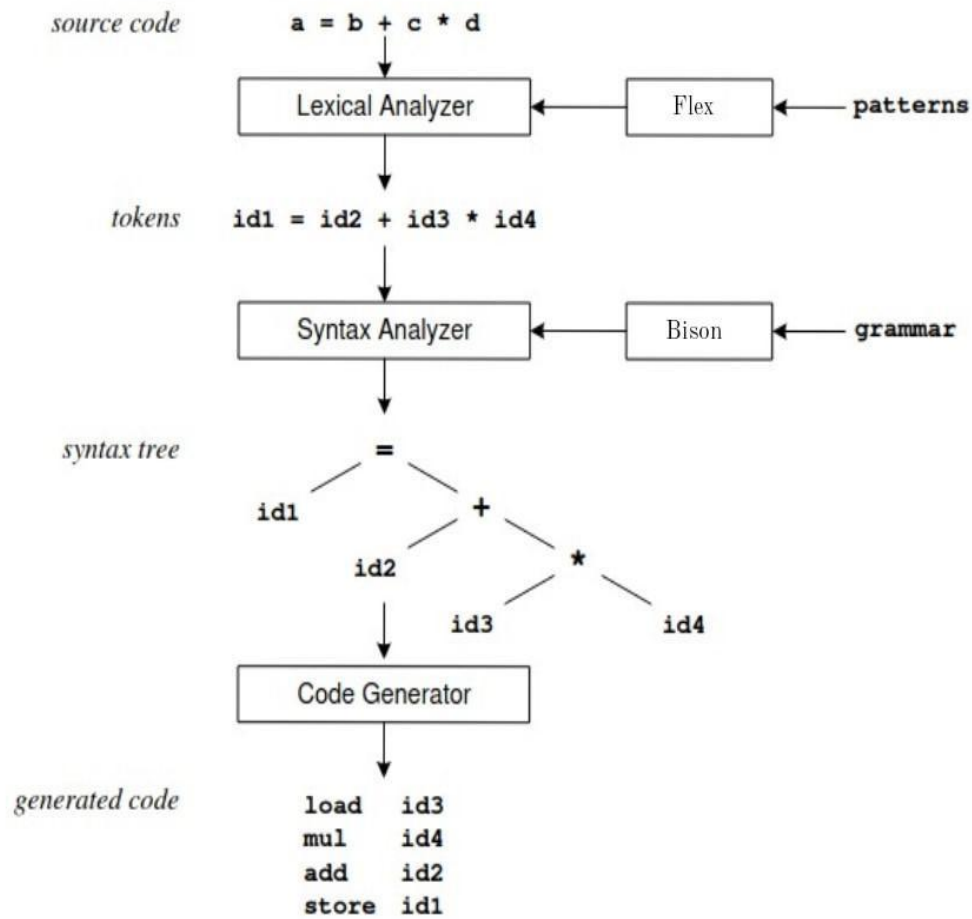 source code a = b + c * d
Lexical Analyzer Flex patterns
tokens id1 = id2 + id3 * id4
Syntax Analyzer Bison grammar
syntax tree =
id1 +
id2 *
id3 id4
Code Generator
generated code load id3
mul id4
add id2
store id1